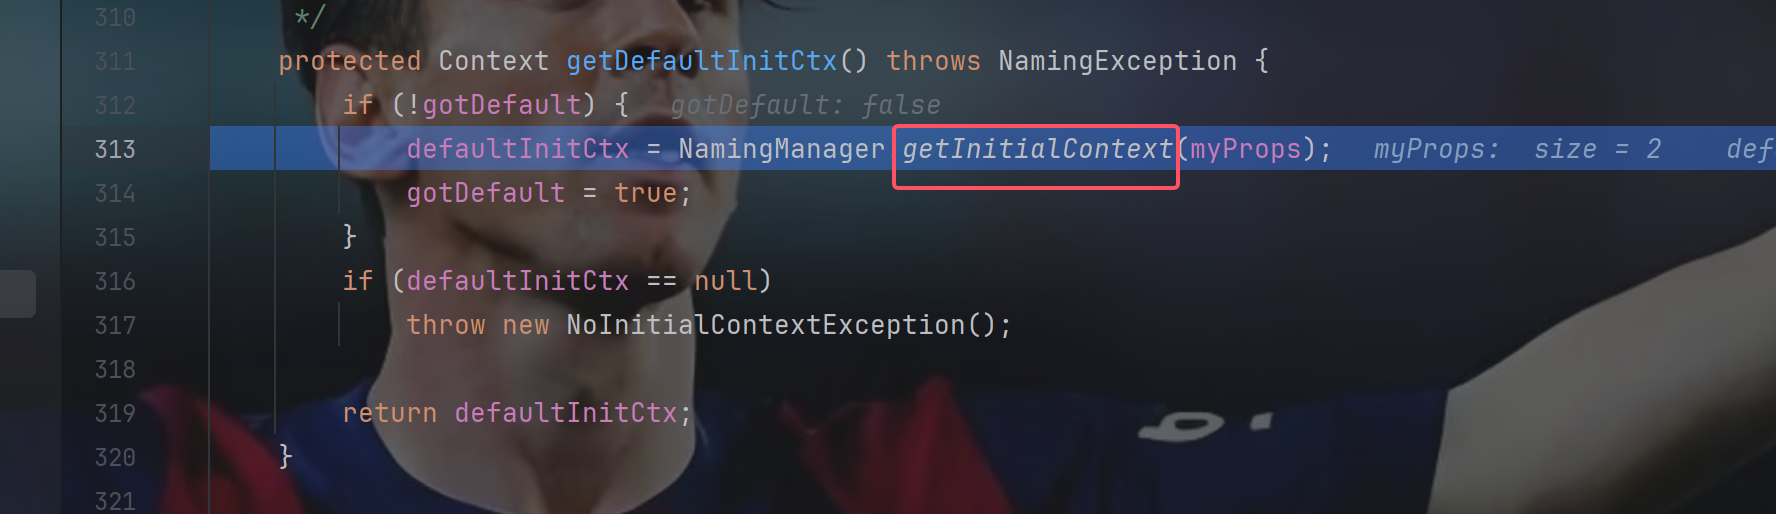 310 */
311 protected Context getDefaultInitCtx() throws NamingException {
312 if (!gotDefault) { gotDefault: false
313 defaultInitCtx = NamingManager getInitialContext(myProps); myProps: size = 2 def
314 gotDefault = true;
315 }
316 if (defaultInitCtx == null)
317 throw new NoInitialContextException();
318
319 return defaultInitCtx;
320 }
321